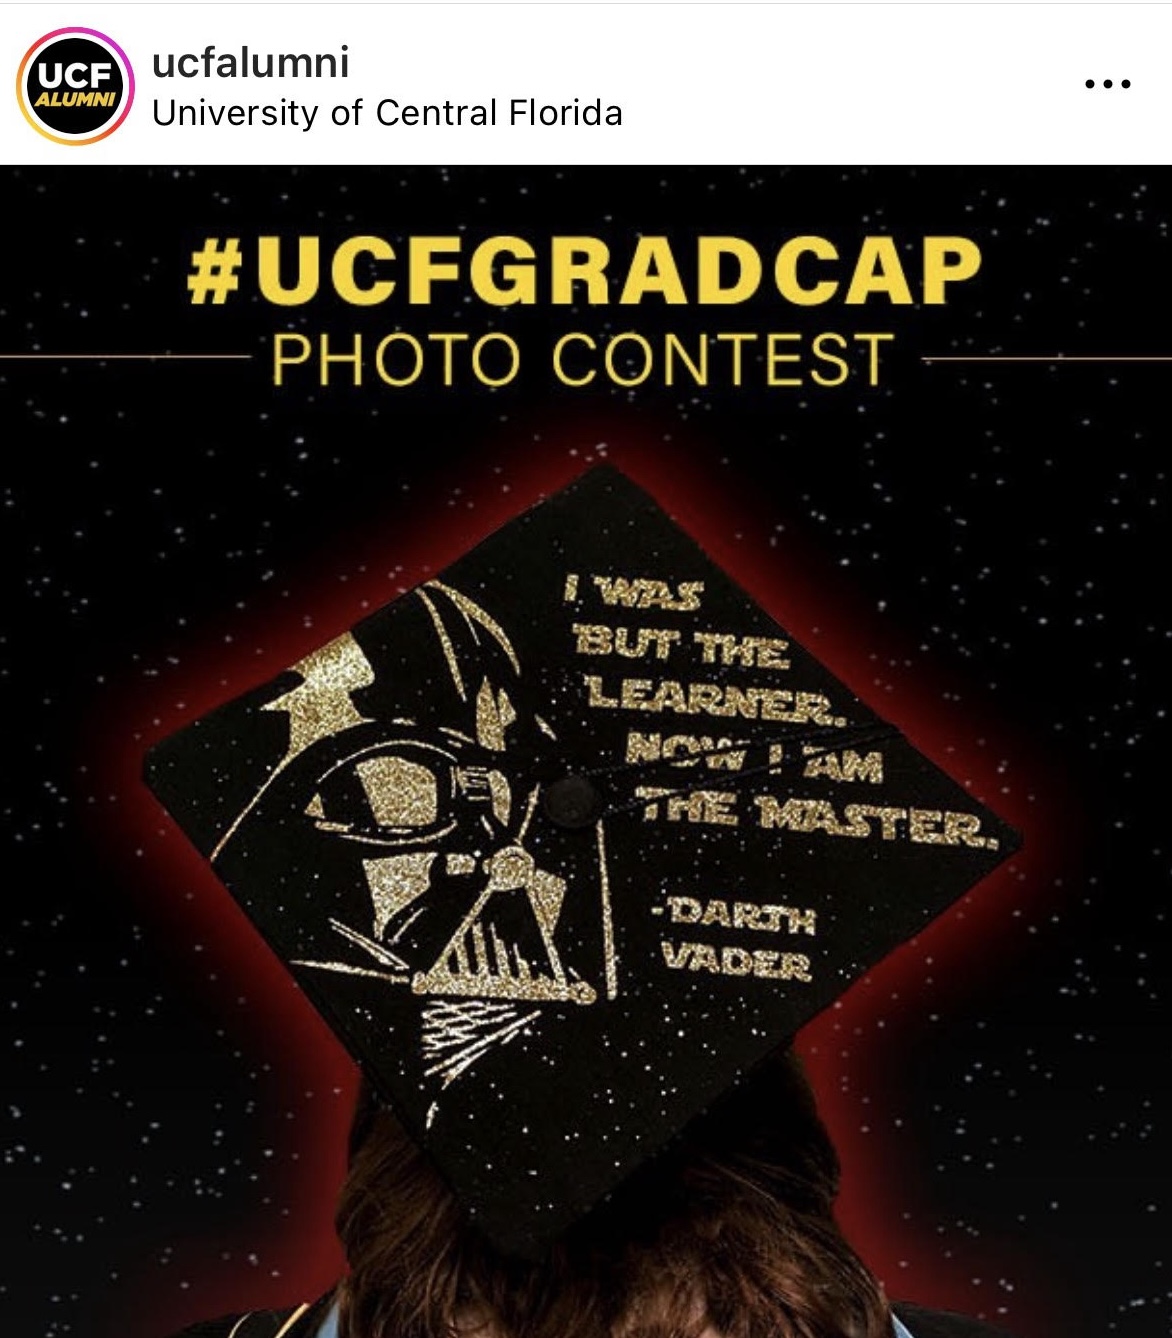 UCF
ALUMNI
ucfalumni
University of Central Florida
#UCFGRADCAP
PHOTO CONTEST
I WAS
BUT THE
LEARNER.
NOW I AM
THE MASTER.
-DARTH
VADER